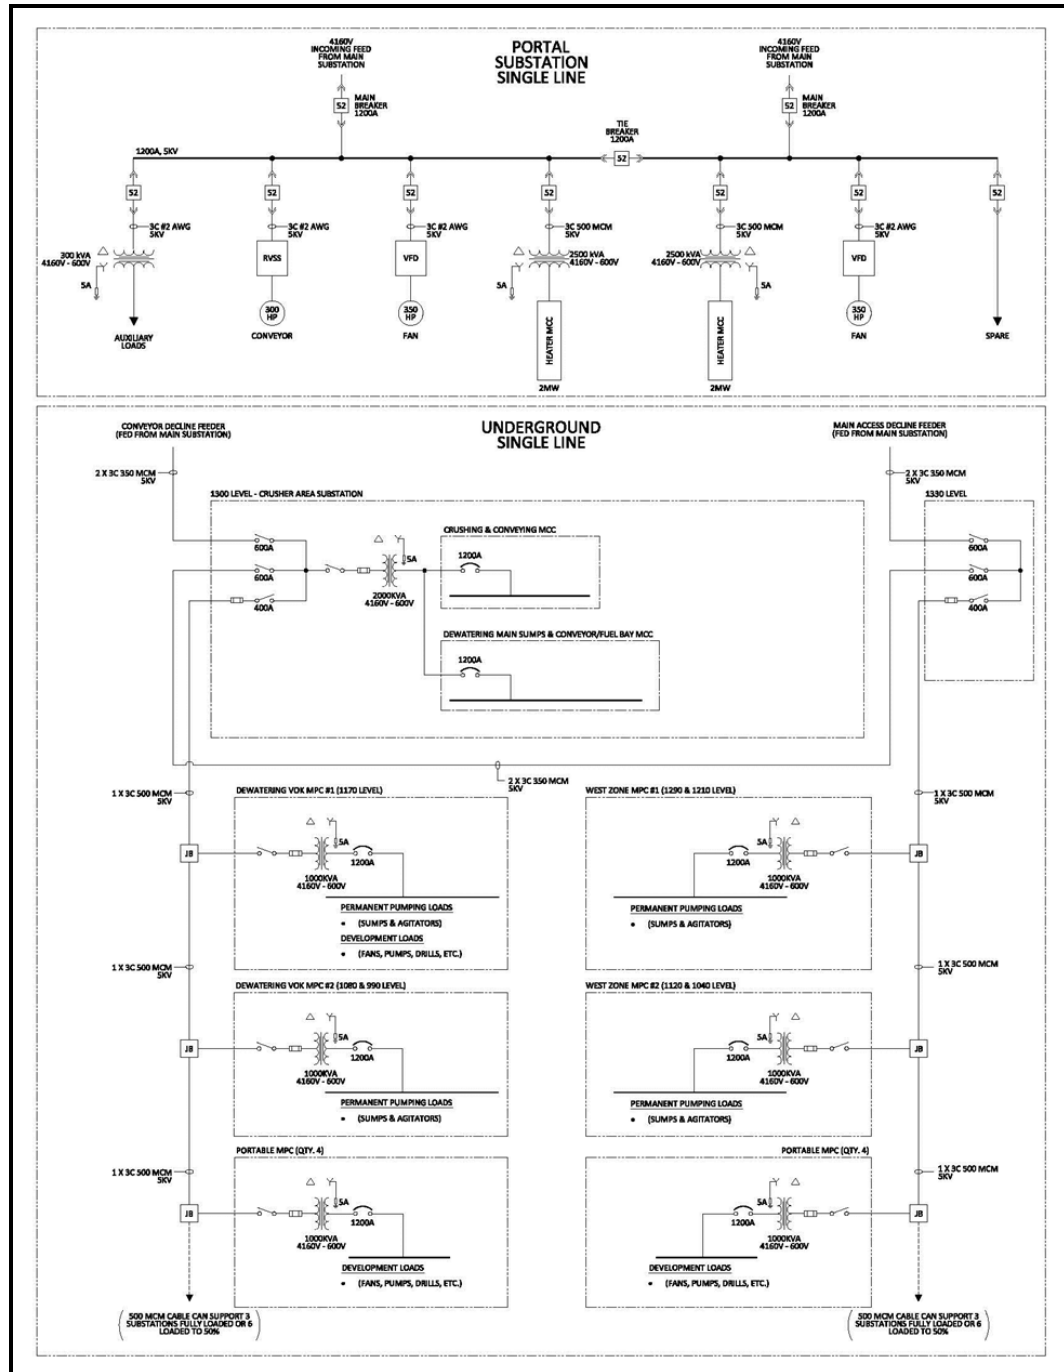 PORTAL
SUBSTATION
SINGLE LINE
4160V
INCOMING FEED
FROM MAIN
SUBSTATION
4160V
INCOMING FEED
FROM MAIN
SUBSTATION
52
MAIN
BREAKER
1200A
52
MAIN
BREAKER
1200A
TIE
BREAKER
1200A
52
1200A, 5KV
52
52
52
52
52
52
52
3C #2 AWG
5KV
3C #2 AWG
5KV
3C #2 AWG
5KV
3C 500 MCM
5KV
3C 500 MCM
5KV
3C #2 AWG
5KV
300 kVA
4160V - 600V
5A
RVSS
VFD
2500 kVA
4160V - 600V
5A
2500 kVA
4160V - 600V
5A
VFD
300
HP
350
HP
350
HP
AUXILIARY
LOADS
CONVEYOR
FAN
HEATER MCC
2MW
HEATER MCC
2MW
FAN
SPARE
UNDERGROUND
SINGLE LINE
CONVEYOR DECLINE FEEDER
(FED FROM MAIN SUBSTATION)
MAIN ACCESS DECLINE FEEDER
(FED FROM MAIN SUBSTATION)
2 X 3C 350 MCM
5KV
2 X 3C 350 MCM
5KV
1300 LEVEL - CRUSHER AREA SUBSTATION
1330 LEVEL
600A
600A
400A
5A
2000KVA
4160V - 600V
CRUSHING & CONVEYING MCC
1200A
DEWATERING MAIN SUMPS & CONVEYOR/FUEL BAY MCC
1200A
600A
600A
400A
2 X 3C 350 MCM
5KV
1 X 3C 500 MCM
5KV
1 X 3C 500 MCM
5KV
DEWATERING VOK MPC #1 (1170 LEVEL)
JB
5A
1200A
1000KVA
4160V - 600V
PERMANENT PUMPING LOADS
• (SUMPS & AGITATORS)
DEVELOPMENT LOADS
• (FANS, PUMPS, DRILLS, ETC.)
WEST ZONE MPC #1 (1290 & 1210 LEVEL)
5A
1200A
1000KVA
4160V - 600V
JB
PERMANENT PUMPING LOADS
• (SUMPS & AGITATORS)
1 X 3C 500 MCM
5KV
1 X 3C 500 MCM
5KV
DEWATERING VOK MPC #2 (1080 & 990 LEVEL)
JB
5A
1200A
1000KVA
4160V - 600V
PERMANENT PUMPING LOADS
• (SUMPS & AGITATORS)
WEST ZONE MPC #2 (1120 & 1040 LEVEL)
5A
1200A
1000KVA
4160V - 600V
JB
PERMANENT PUMPING LOADS
• (SUMPS & AGITATORS)
1 X 3C 500 MCM
5KV
1 X 3C 500 MCM
5KV
PORTABLE MPC (QTY. 4)
JB
5A
1200A
1000KVA
4160V - 600V
DEVELOPMENT LOADS
• (FANS, PUMPS, DRILLS, ETC.)
PORTABLE MPC (QTY. 4)
5A
1200A
1000KVA
4160V - 600V
JB
DEVELOPMENT LOADS
• (FANS, PUMPS, DRILLS, ETC.)
(500 MCM CABLE CAN SUPPORT 3
SUBSTATIONS FULLY LOADED OR 6
LOADED TO 50%)
(500 MCM CABLE CAN SUPPORT 3
SUBSTATIONS FULLY LOADED OR 6
LOADED TO 50%)